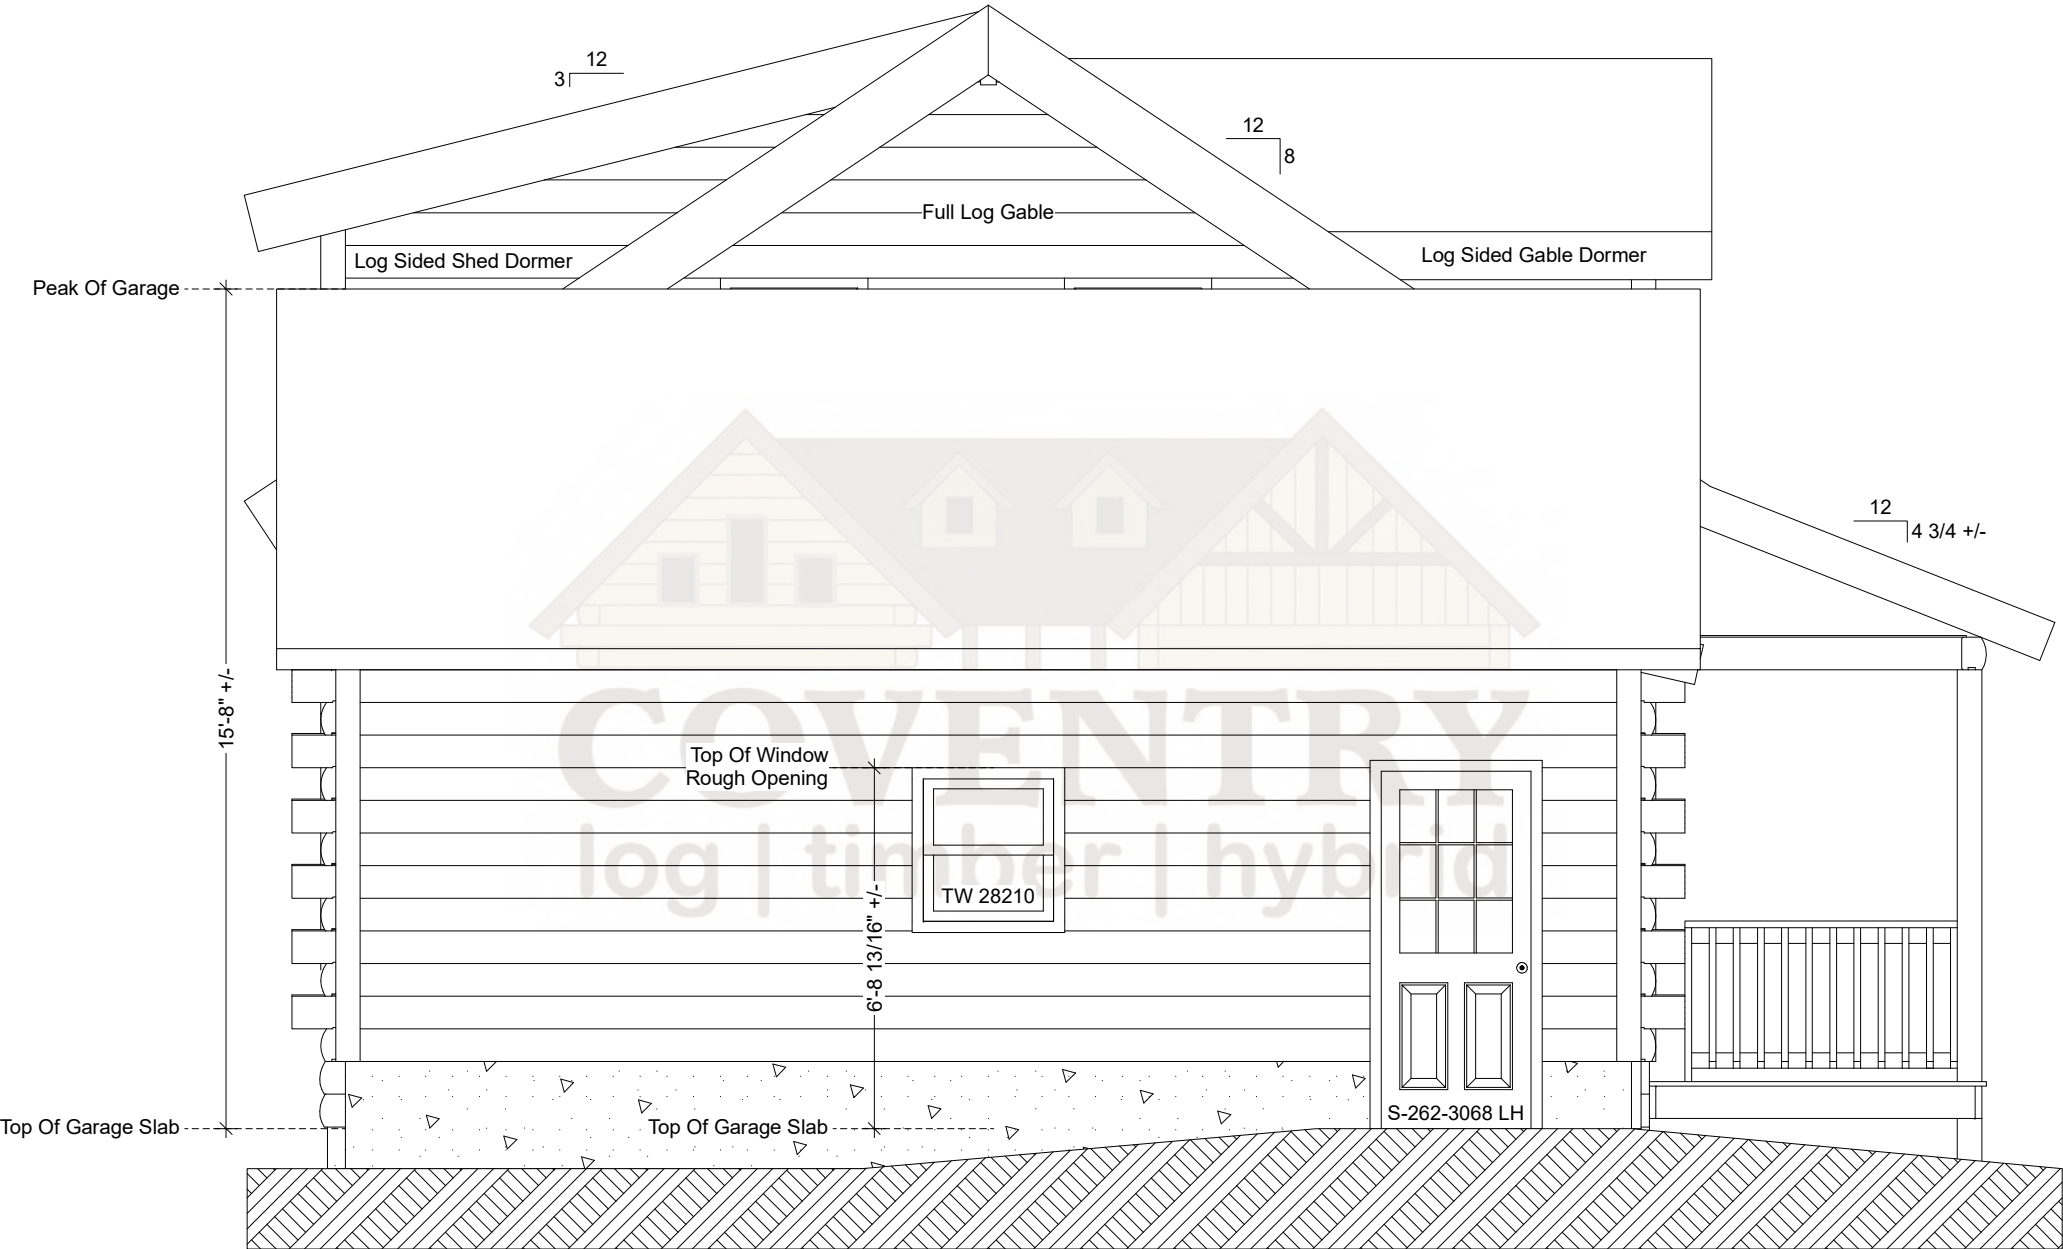 12
3
12
8
Full Log Gable
Log Sided Shed Dormer
Log Sided Gable Dormer
Peak Of Garage
12
4 3/4 +/-
15'-8" +/-
COVENTRY
Top Of Window
Rough Opening
log | timber | hybrid
TW 28210
6'-8 13/16" +/-
S-262-3068 LH
Top Of Garage Slab
Top Of Garage Slab